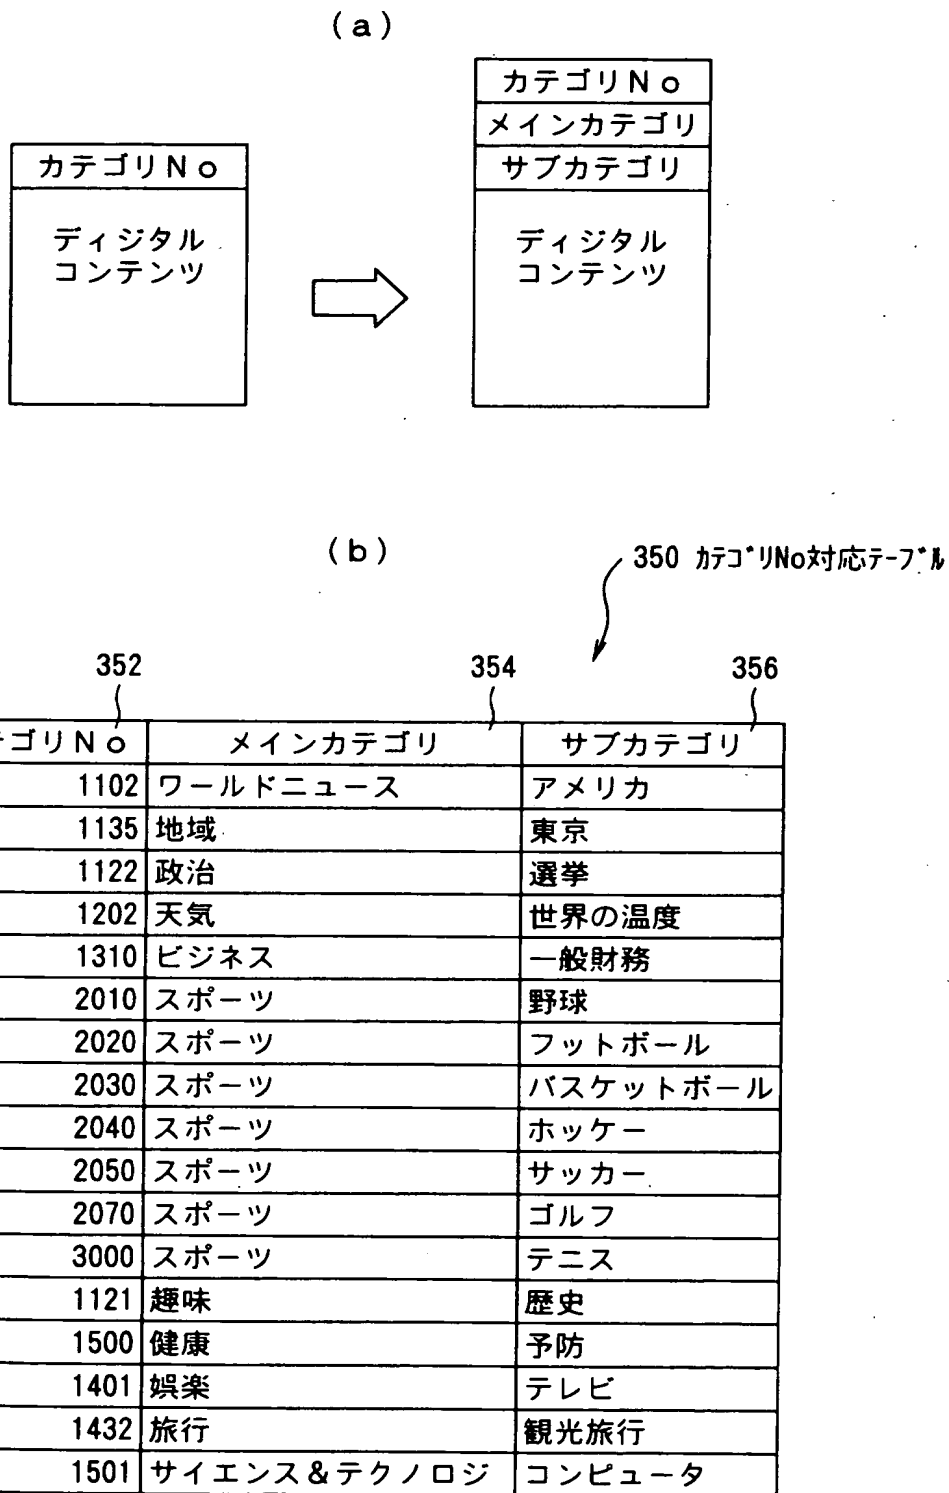 (a)
カテゴリNo
ディジタル
コンテンツ
カテゴリNo
メインカテゴリ
サブカテゴリ
ディジタル
コンテンツ
(b)
350 カテゴリNo対応テーブル
352 354 356
ゴリNo メインカテゴリ サブカテゴリ
1102 ワールドニュース アメリカ
1135 地域 東京
1122 政治 選挙
1202 天気 世界の温度
1310 ビジネス 一般財務
2010 スポーツ 野球
2020 スポーツ フットボール
2030 スポーツ バスケットボール
2040 スポーツ ホッケー
2050 スポーツ サッカー
2070 スポーツ ゴルフ
3000 スポーツ テニス
1121 趣味 歴史
1500 健康 予防
1401 娯楽 テレビ
1432 旅行 観光旅行
1501 サイエンス&テクノロジ コンピュータ